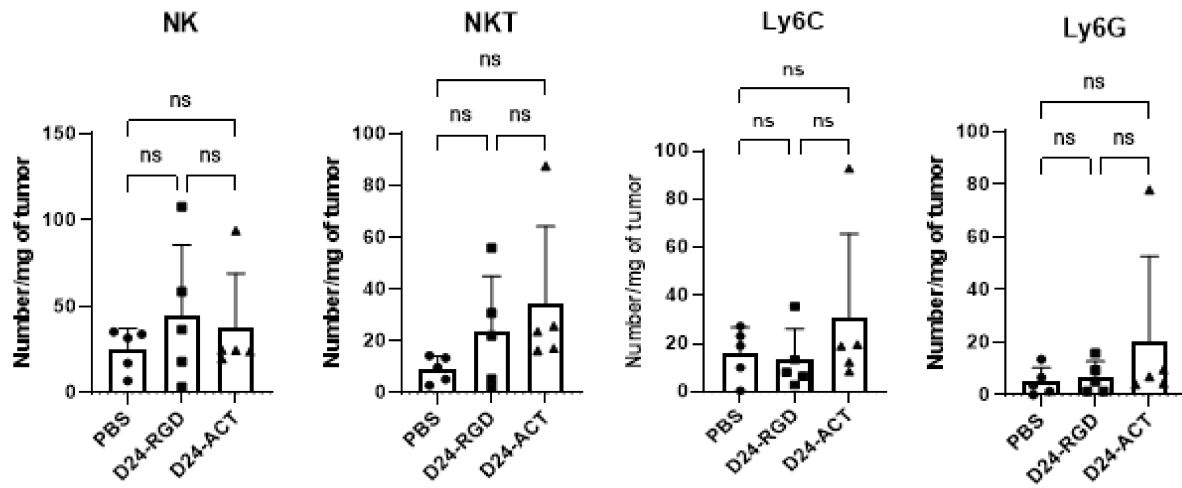 NK
ns
ns
ns
Number/mg of tumor
150
100
50
0
PBS
D24-RGD
D24-ACT
NKT
ns
ns
ns
Number/mg of tumor
100
80
60
40
20
0
PBS
D24-RGD
D24-ACT
Ly6C
ns
ns
ns
Number/mg of tumor
100
80
60
40
20
0
PBS
D24-RGD
D24-ACT
Ly6G
ns
ns
ns
Number/mg of tumor
100
80
60
40
20
0
PBS
D24-RGD
D24-ACT